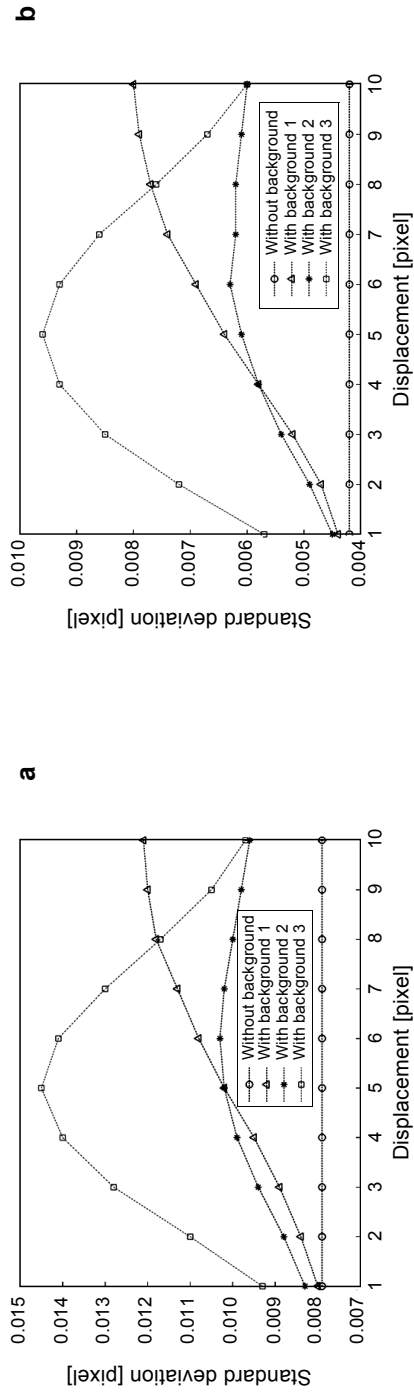 a
Standard deviation [pixel]
0.015
0.014
0.013
0.012
0.011
0.010
0.009
0.008
0.007
1 2 3 4 5 6 7 8 9 10
Displacement [pixel]
Without background
With background 1
With background 2
With background 3
b
Standard deviation [pixel]
0.010
0.009
0.008
0.007
0.006
0.005
0.004
1 2 3 4 5 6 7 8 9 10
Displacement [pixel]
Without background
With background 1
With background 2
With background 3